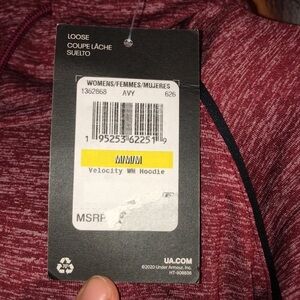 LOOSE
COUPE LÂCHE
SUELTO
WOMENS/FEMMES/MUJERES
1362868 AVY 626
1 95253 62251 9
M/M/M
Velocity WM Hoodie
MSRP
UA.COM
©2020 Under Armour, Inc.